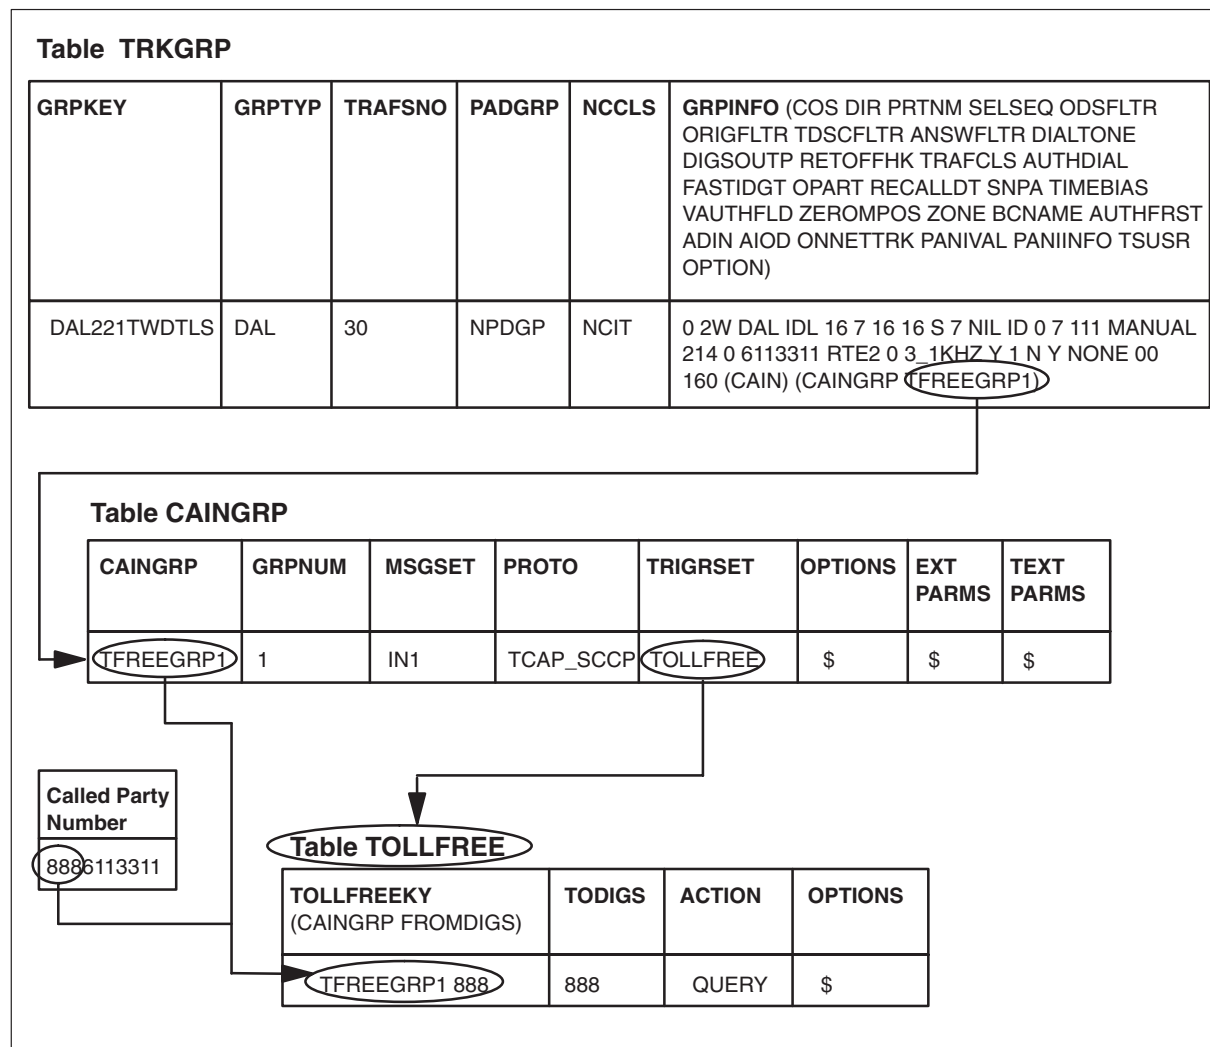 Table TRKGRP
GRPKEY GRPTYP TRAFSNO PADGRP NCCLS GRPINFO (COS DIR PRTNM SELSEQ ODSFLTR
ORIGFLTR TDSCFLTR ANSWFLTR DIALTONE
DIGSOUTP RETOFFHK TRAFCLS AUTHDIAL
FASTIDGT OPART RECALLDT SNPA TIMEBIAS
VAUTHFLD ZEROMPOS ZONE BCNAME AUTHFRST
ADIN AIOD ONNETTRK PANIVAL PANIINFO TSUSR
OPTION)
DAL221TWDTLS DAL 30 NPDGP NCIT 0 2W DAL IDL 16 7 16 16 S 7 NIL ID 0 7 111 MANUAL
214 0 6113311 RTE2 0 3_1KHZ Y 1 N Y NONE 00
160 (CAIN) (CAINGRP TFREEGRP1)
Table CAINGRP
CAINGRP GRPNUM MSGSET PROTO TRIGRSET OPTIONS EXT TEXT
PARMS PARMS
TFREEGRP1 1 IN1 TCAP_SCCP TOLLFREE $ $ $
Called Party
Number
8886113311
Table TOLLFREE
TOLLFREEKY TODIGS ACTION OPTIONS
(CAINGRP FROMDIGS)
TFREEGRP1 888 888 QUERY $